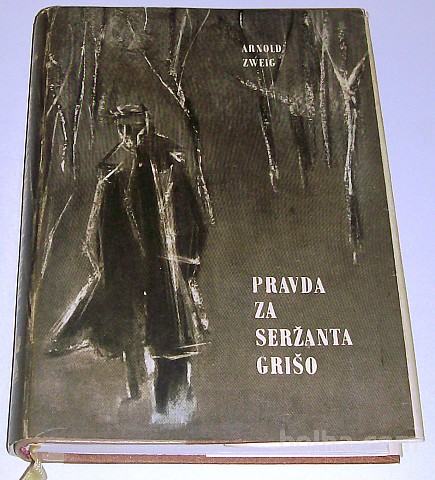 ARNOLD
ZWEIG
PRAVDA
ZA
SERŽANTA
GRIŠO